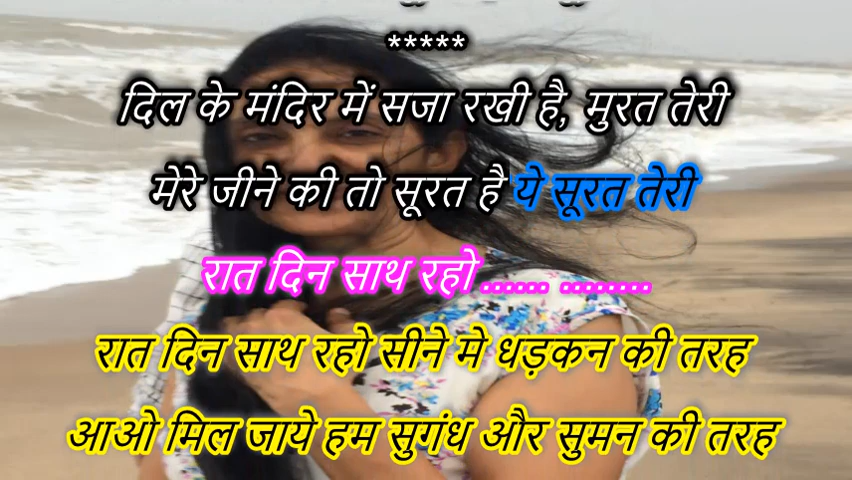 *****
दिल के मंदिर में सजा रखी है, मुरत तेरी
मेरे जीने की तो सूरत है ये सूरत तेरी
रात दिन साथ रहो ...... ........
रात दिन साथ रहो सीने मे धड़कन की तरह
आओ मिल जाये हम सुगंध और सुमन की तरह